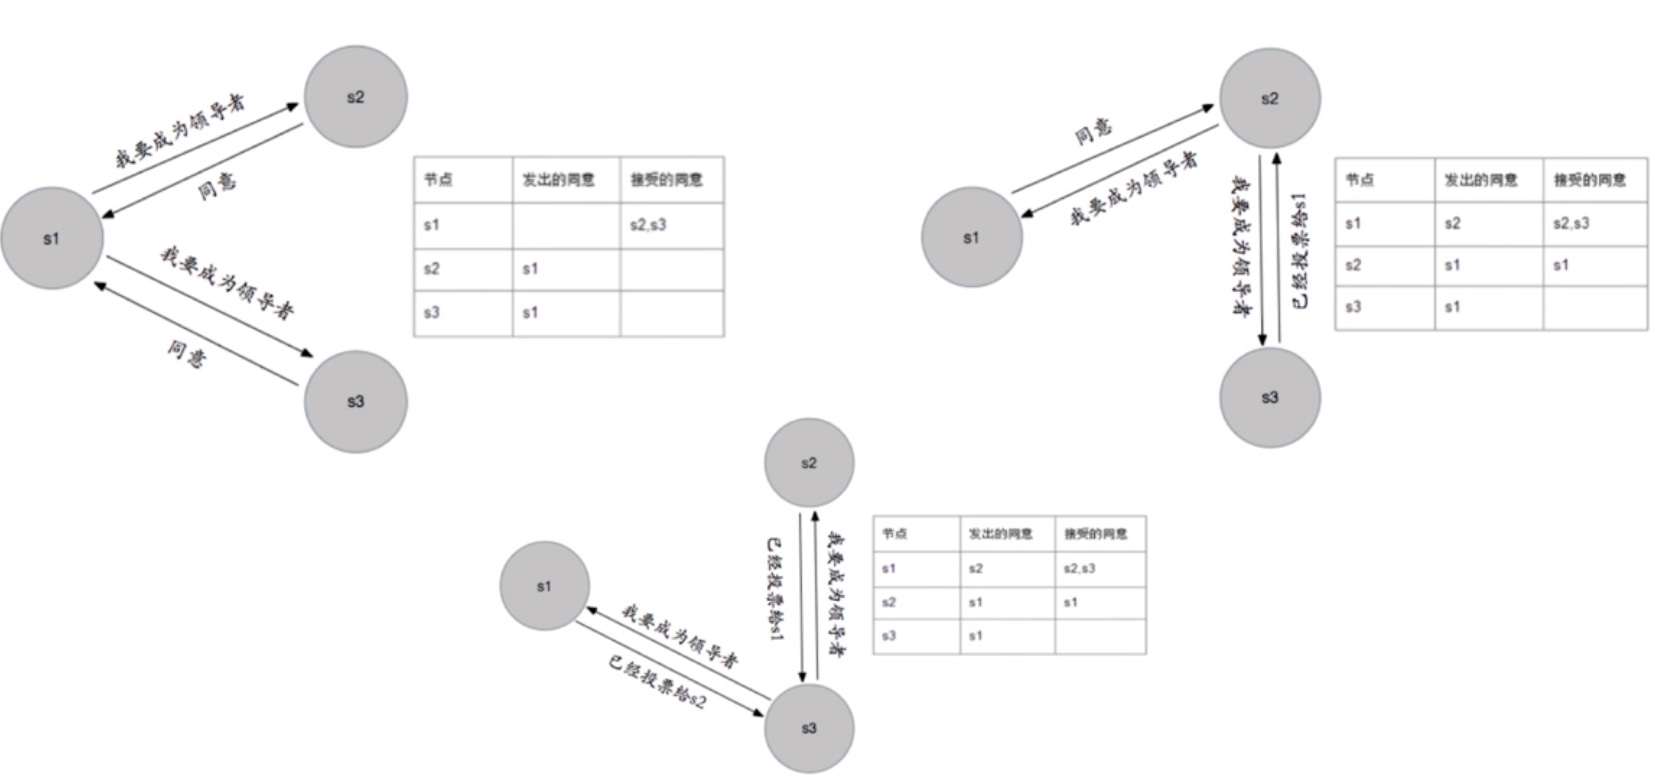 s2
我要成为领导者
同意
s1
我要成为领导者
同意
s3
节点 发出的同意 接受的同意
s1 s2,s3
s2 s1
s3 s1
s2
同意
我要成为领导者
s1
我要成为领导者
已经投票给s1
s3
节点 发出的同意 接受的同意
s1 s2 s2,s3
s2 s1 s1
s3 s1
s2
已经投票给s1
我要成为领导者
s1
我要成为领导者
已经投票给s2
s3
节点 发出的同意 接受的同意
s1 s2 s2,s3
s2 s1 s1
s3 s1